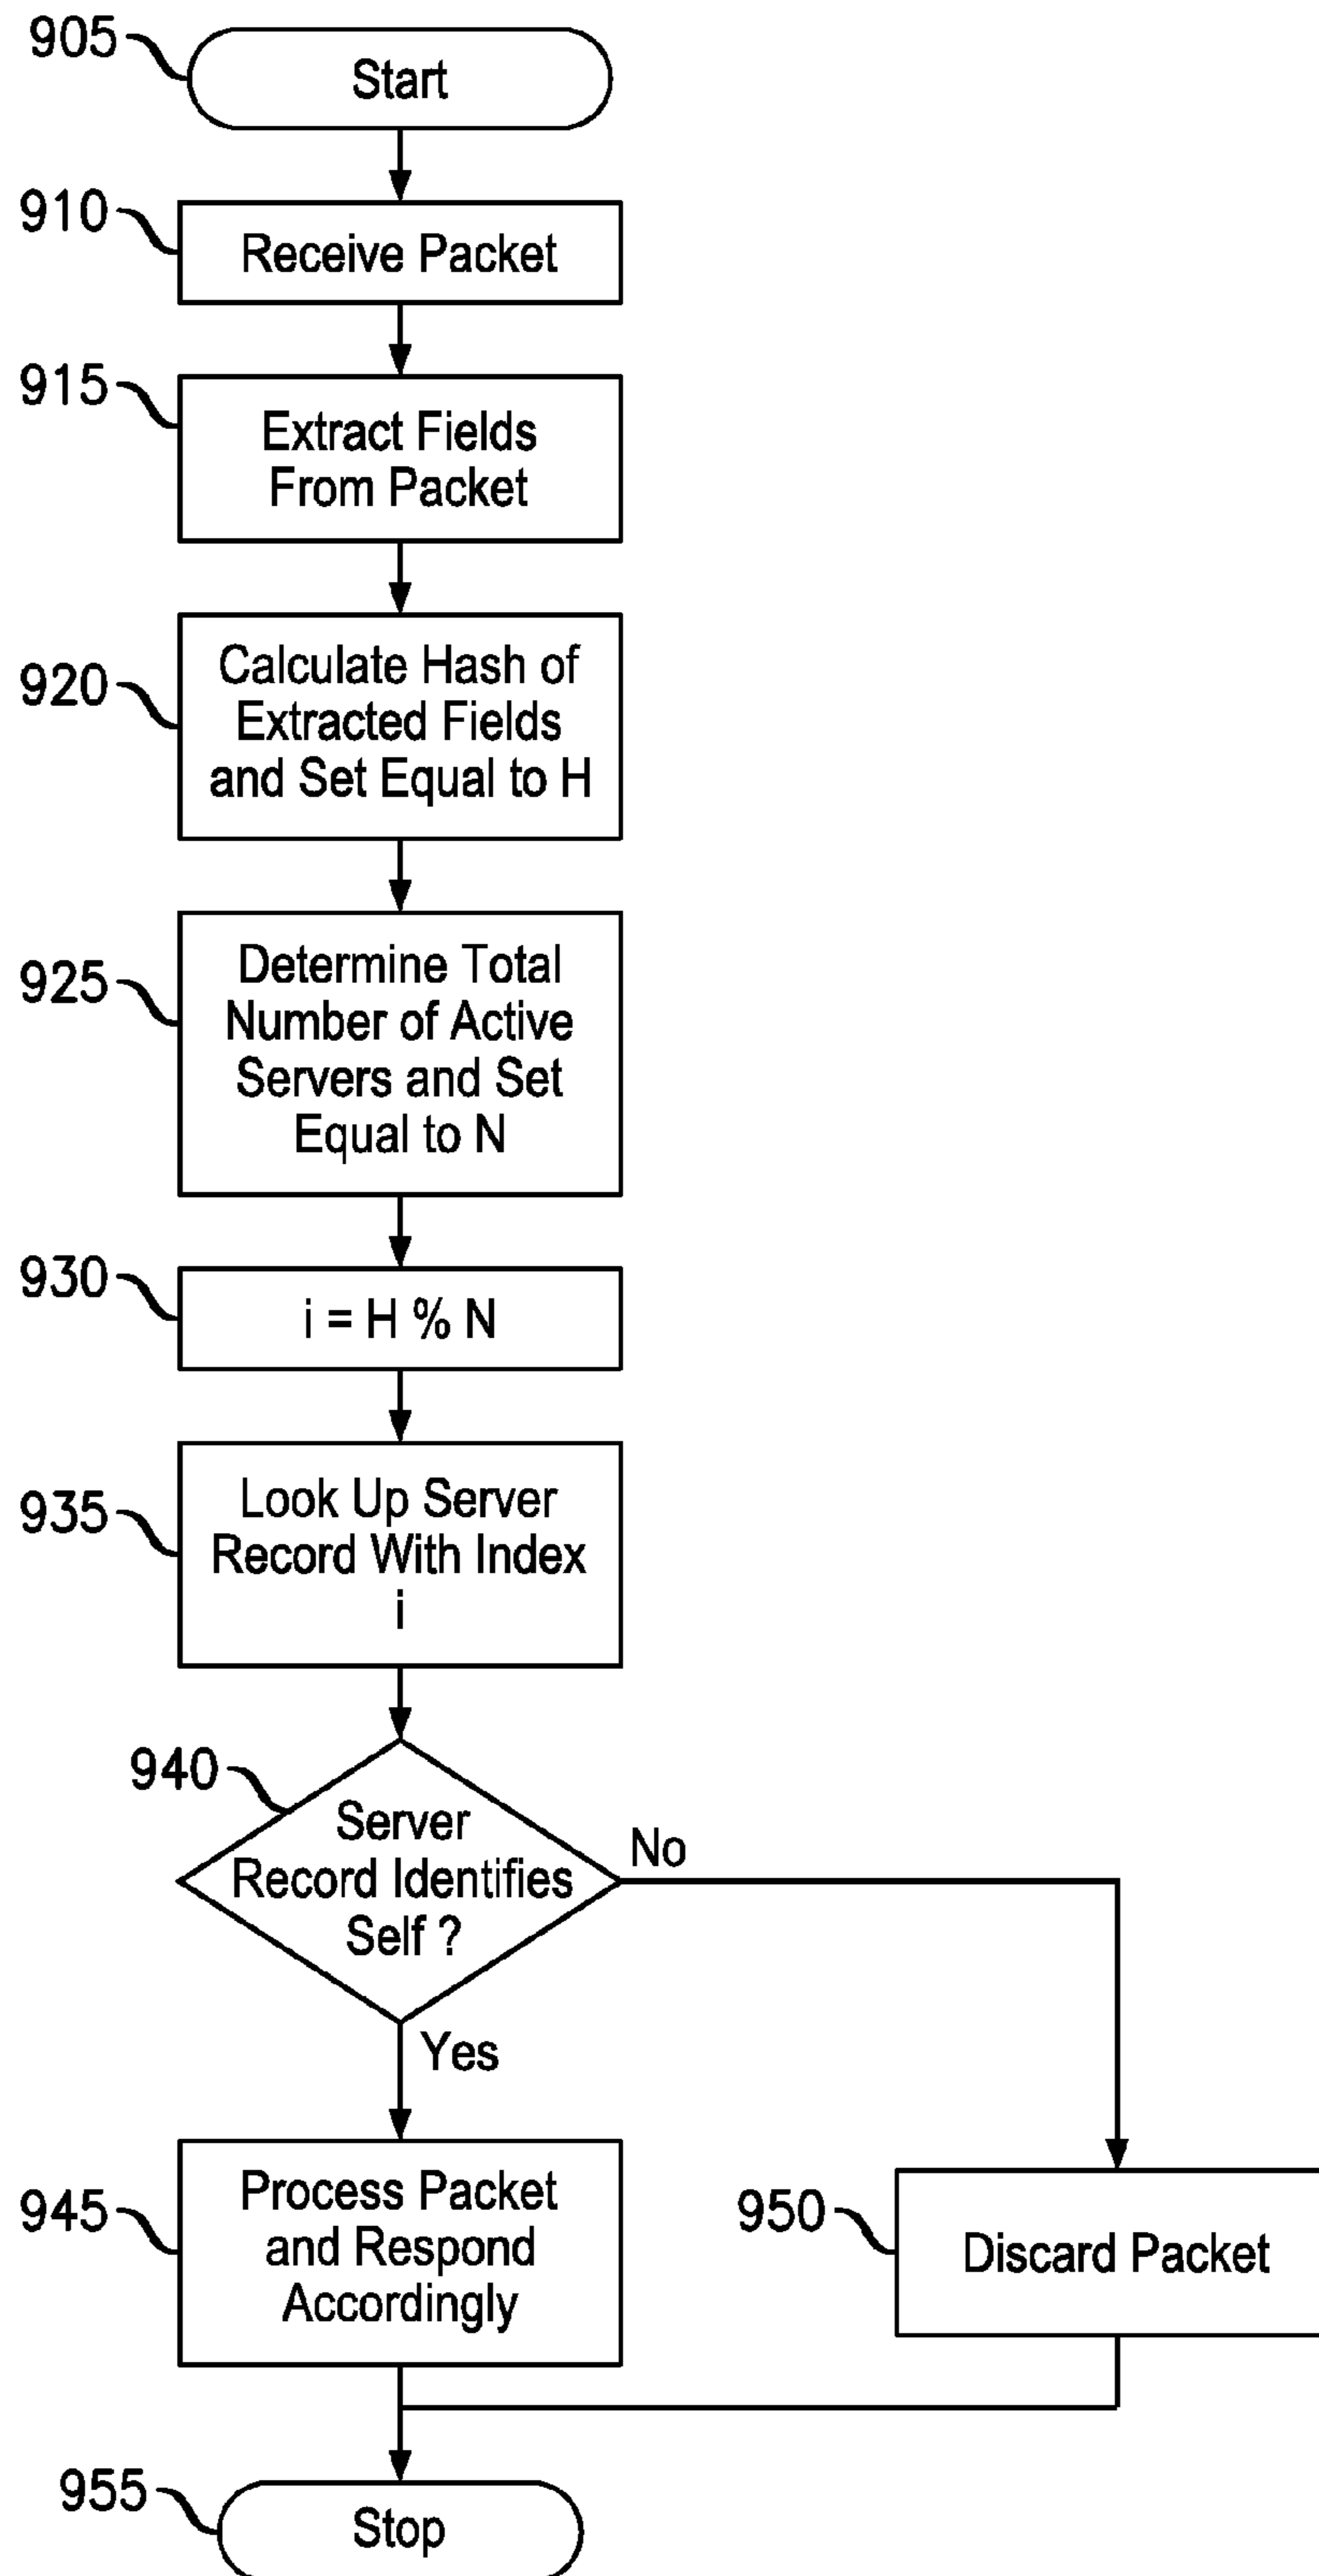 905
Start
910
Receive Packet
915
Extract Fields
From Packet
920
Calculate Hash of
Extracted Fields
and Set Equal to H
925
Determine Total
Number of Active
Servers and Set
Equal to N
930
i = H % N
935
Look Up Server
Record With Index
i
940
Server
Record Identifies
Self ?
No
Yes
945
Process Packet
and Respond
Accordingly
950
Discard Packet
955
Stop